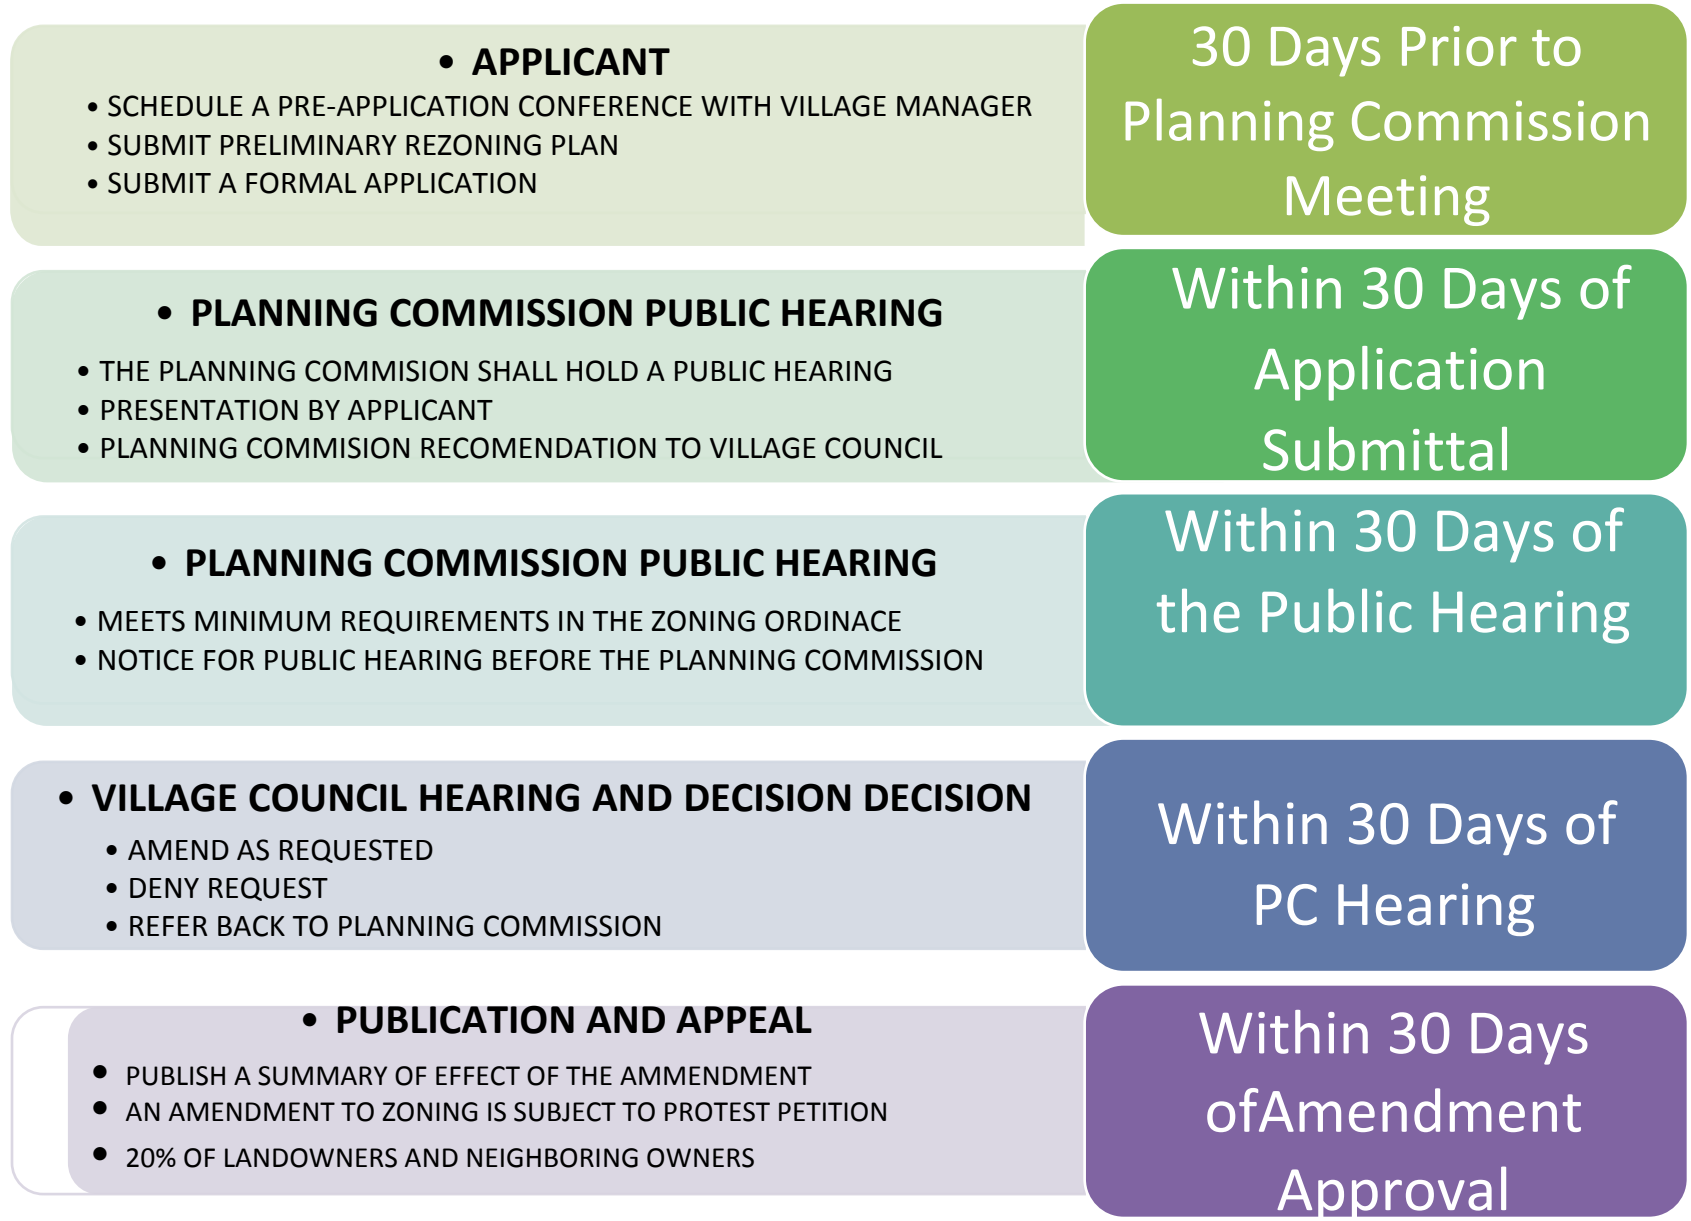 • APPLICANT
• SCHEDULE A PRE-APPLICATION CONFERENCE WITH VILLAGE MANAGER
• SUBMIT PRELIMINARY REZONING PLAN
• SUBMIT A FORMAL APPLICATION
30 Days Prior to
Planning Commission
Meeting
• PLANNING COMMISSION PUBLIC HEARING
• THE PLANNING COMMISION SHALL HOLD A PUBLIC HEARING
• PRESENTATION BY APPLICANT
• PLANNING COMMISION RECOMENDATION TO VILLAGE COUNCIL
Within 30 Days of
Application
Submittal
• PLANNING COMMISSION PUBLIC HEARING
• MEETS MINIMUM REQUIREMENTS IN THE ZONING ORDINACE
• NOTICE FOR PUBLIC HEARING BEFORE THE PLANNING COMMISSION
Within 30 Days of
the Public Hearing
• VILLAGE COUNCIL HEARING AND DECISION DECISION
• AMEND AS REQUESTED
• DENY REQUEST
• REFER BACK TO PLANNING COMMISSION
Within 30 Days of
PC Hearing
• PUBLICATION AND APPEAL
• PUBLISH A SUMMARY OF EFFECT OF THE AMMENDMENT
• AN AMENDMENT TO ZONING IS SUBJECT TO PROTEST PETITION
• 20% OF LANDOWNERS AND NEIGHBORING OWNERS
Within 30 Days
ofAmendment
Approval